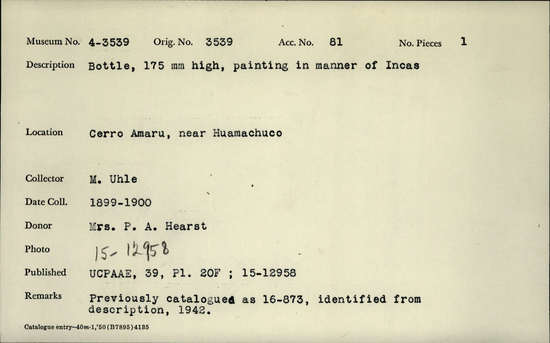 Museum No. 4-3539 Orig. No. 3539 Acc. No. 81 No. Pieces 1
Description Bottle, 175 mm high, painting in manner of Incas
Location Cerro Amaru, near Huamachuco
Collector M. Uhle
Date Coll. 1899-1900
Donor Mrs. P. A. Hearst
Photo 15-12958
Published UCPAAE, 39, Pl. 20F ; 15-12958
Remarks Previously catalogued as 16-873, identified from
description, 1942.
Catalogue entry—40m-1,'50 (B7895) 4135